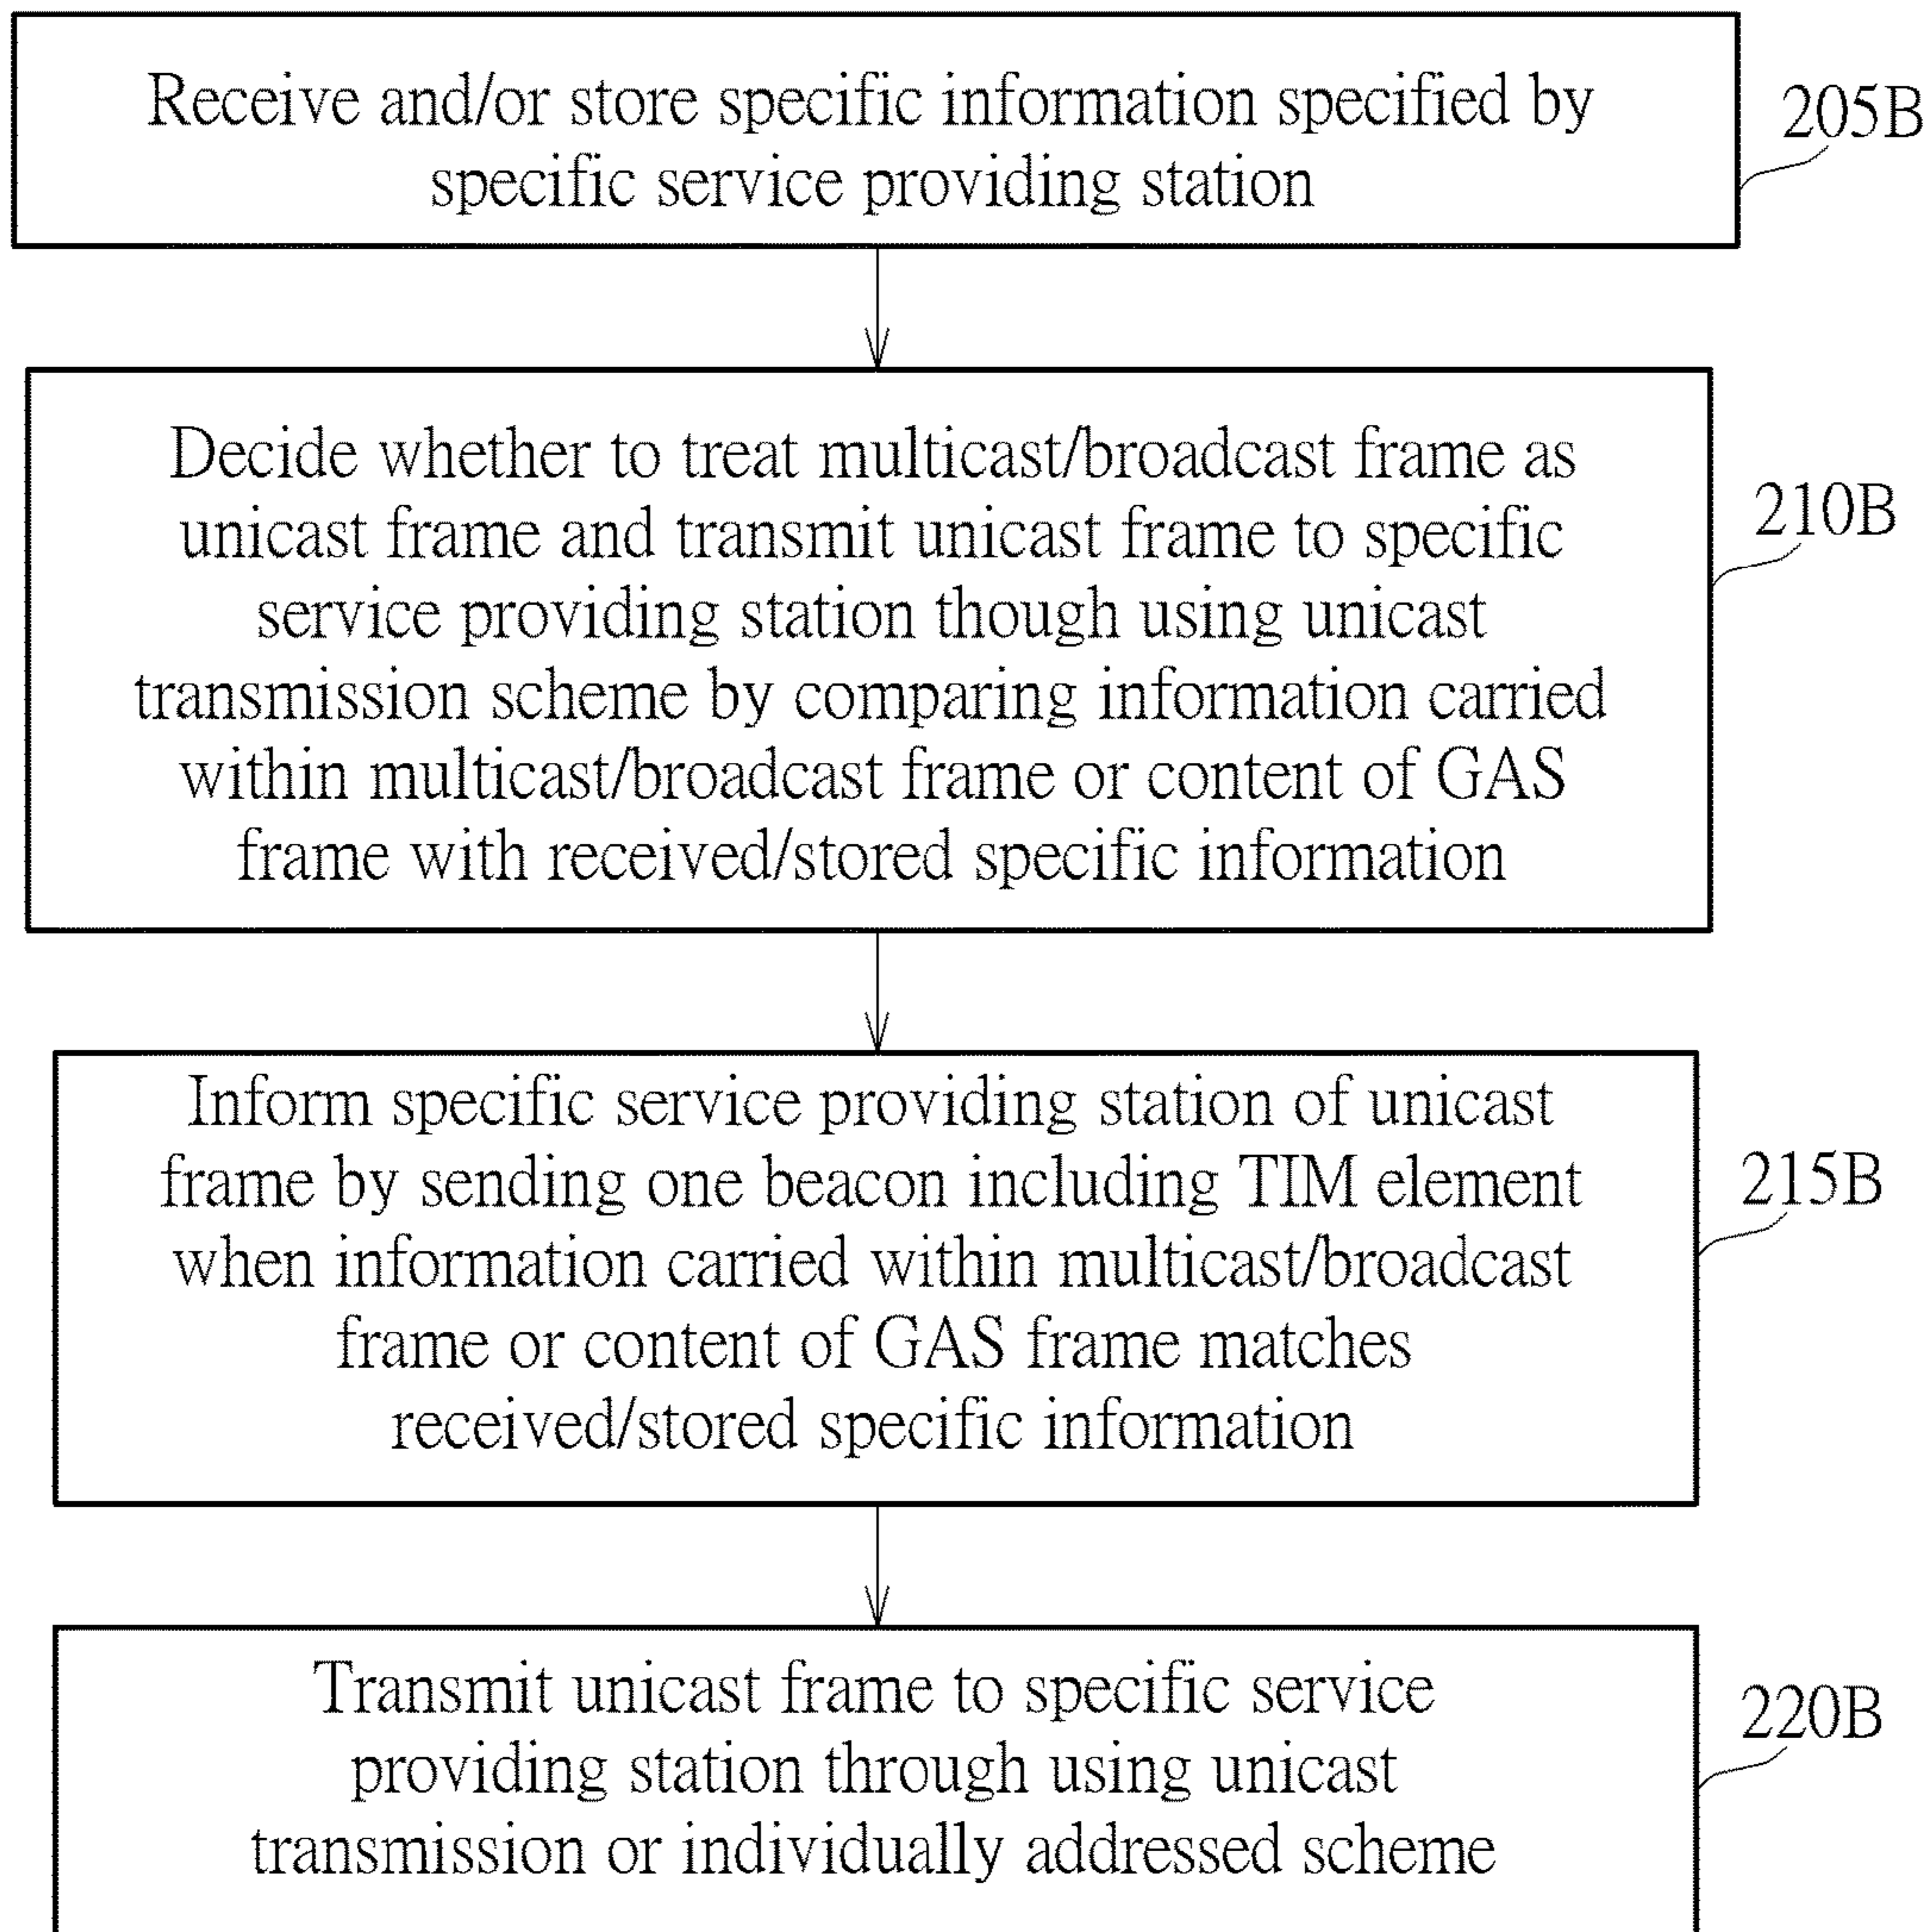 Receive and/or store specific information specified by
specific service providing station
205B
Decide whether to treat multicast/broadcast frame as
unicast frame and transmit unicast frame to specific
service providing station though using unicast
transmission scheme by comparing information carried
within multicast/broadcast frame or content of GAS
frame with received/stored specific information
210B
Inform specific service providing station of unicast
frame by sending one beacon including TIM element
when information carried within multicast/broadcast
frame or content of GAS frame matches
received/stored specific information
215B
Transmit unicast frame to specific service
providing station through using unicast
transmission or individually addressed scheme
220B